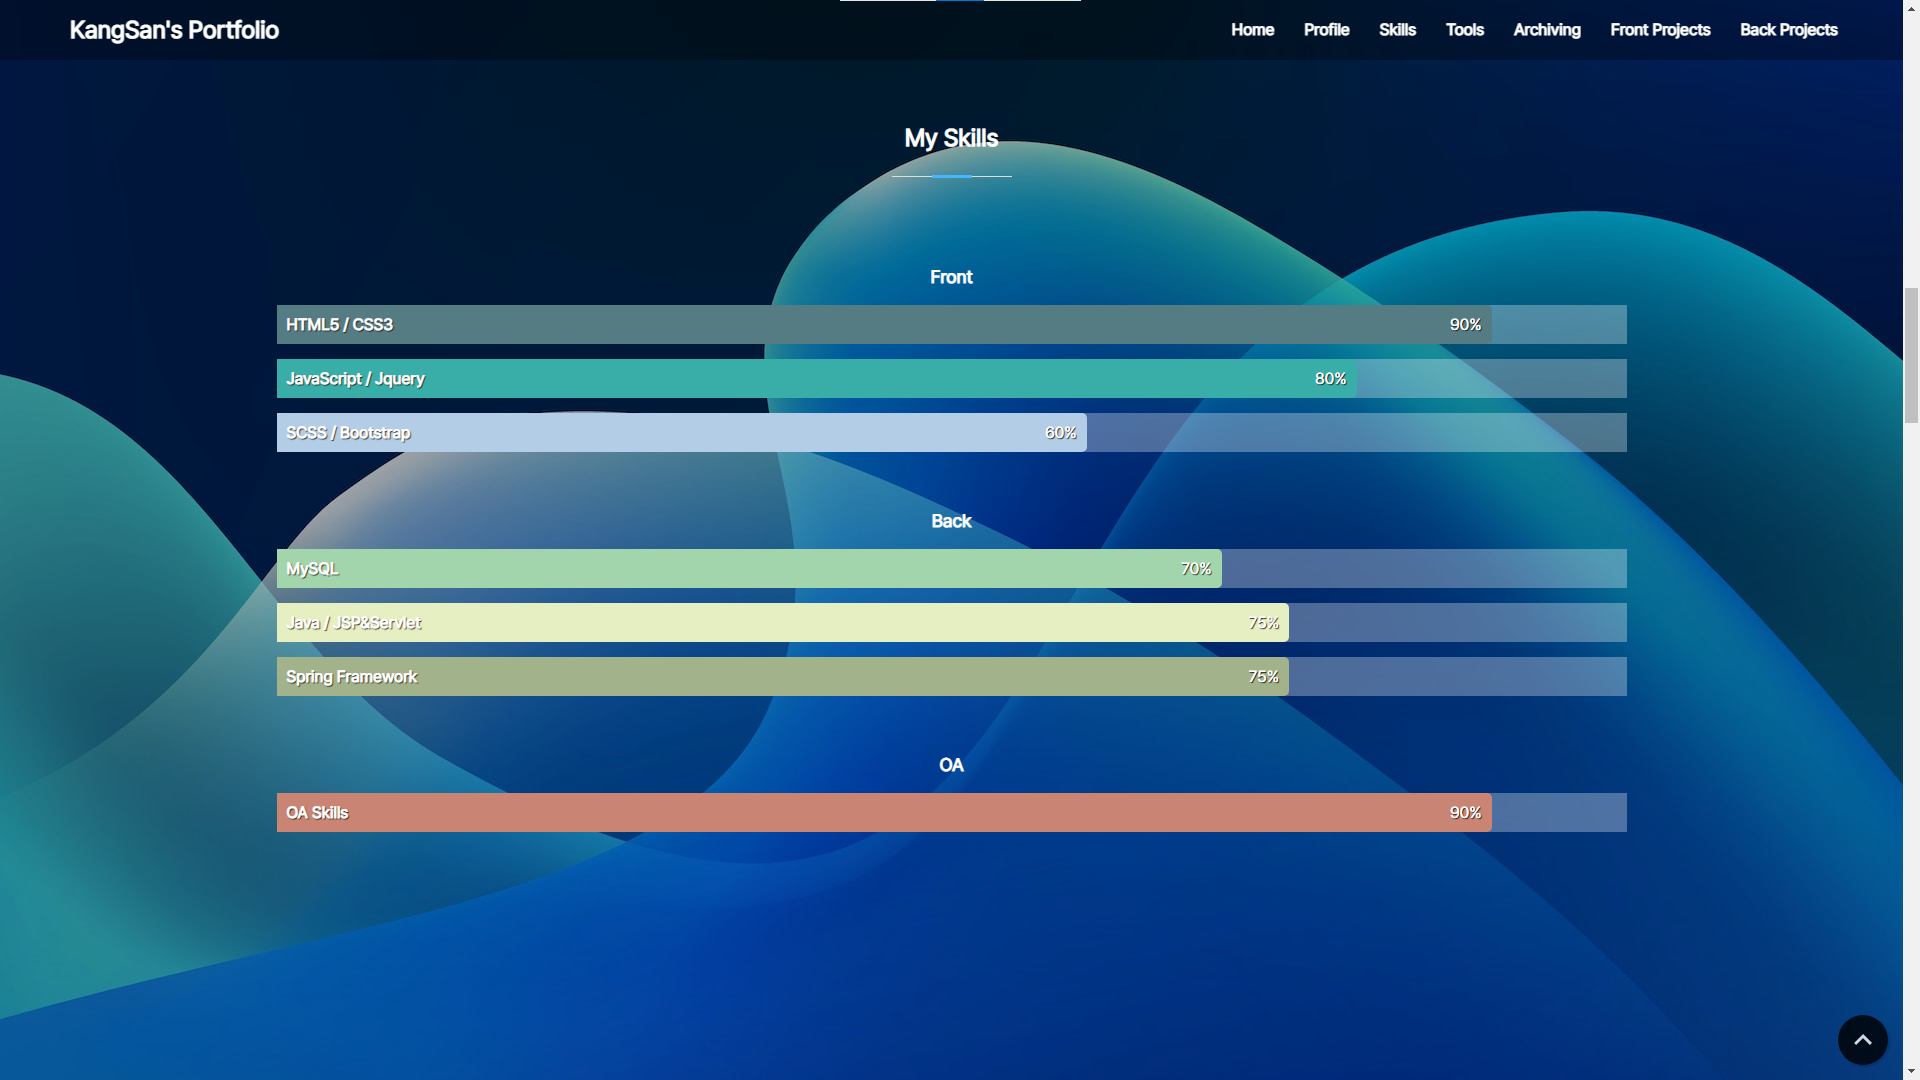 KangSan's Portfolio
Home Profile Skills Tools Archiving Front Projects Back Projects
My Skills
Front
HTML5 / CSS3 90%
JavaScript / Jquery 80%
SCSS / Bootstrap 60%
Back
MySQL 70%
Java / JSP&Servlet 75%
Spring Framework 75%
OA
OA Skills 90%